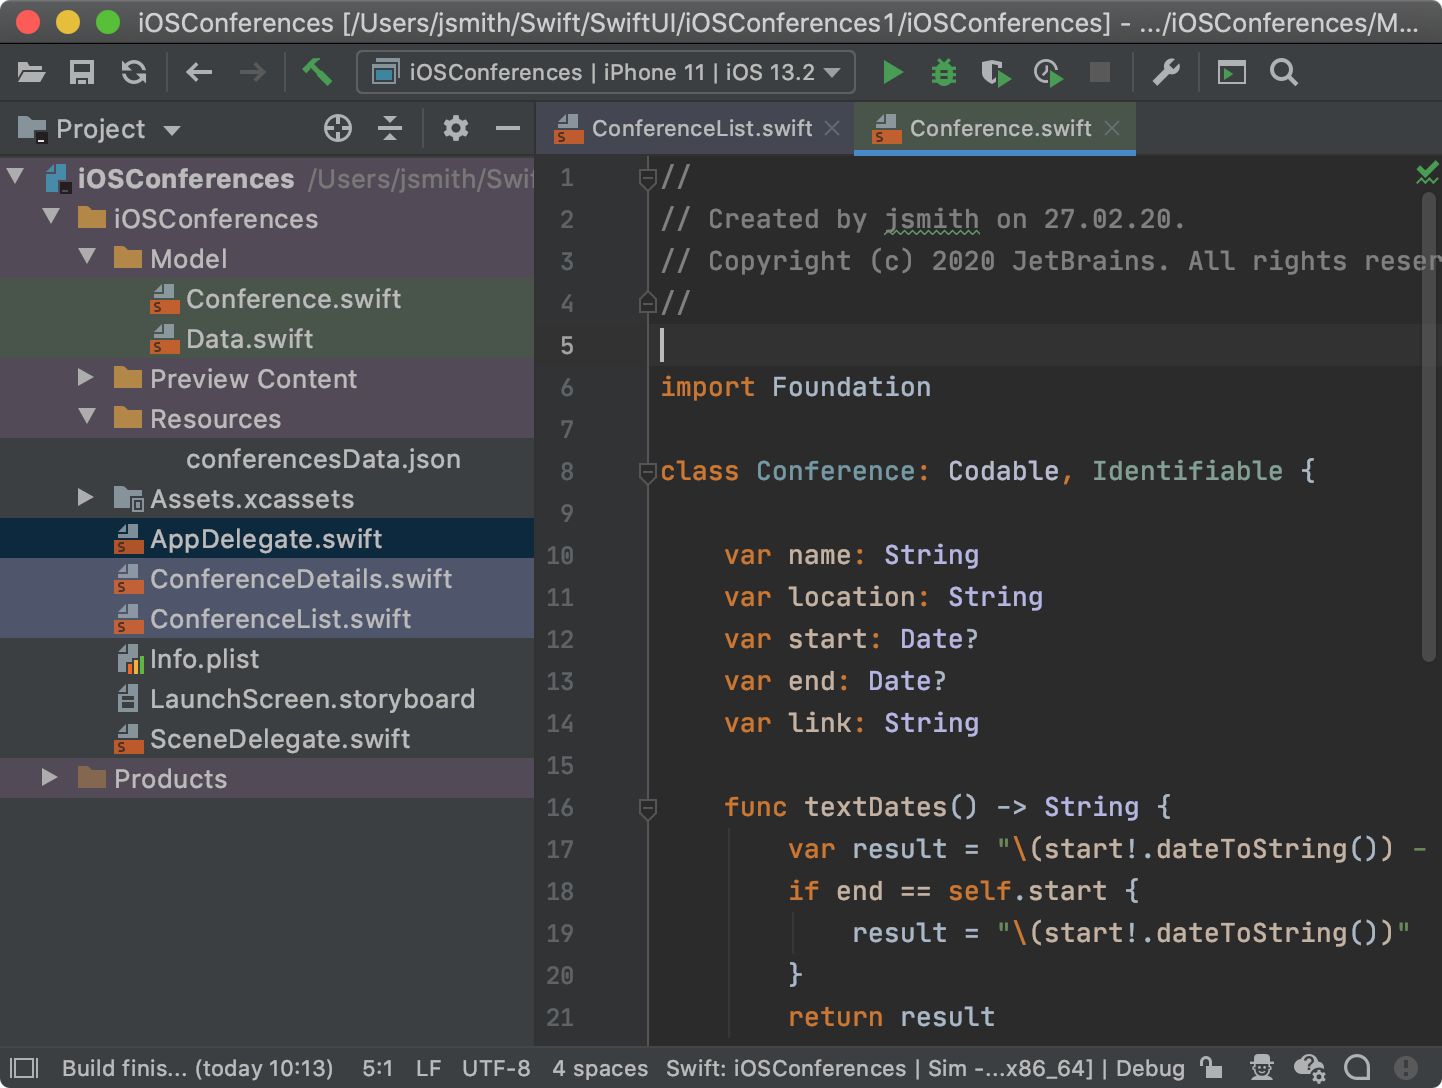 iOSConferences [/Users/jsmith/Swift/SwiftUI/iOSConferences1/iOSConferences] - .../iOSConferences/M...
iOSConferences | iPhone 11 | iOS 13.2
Project
ConferenceList.swift
Conference.swift
iOSConferences /Users/jsmith/Swif
iOSConferences
Model
Conference.swift
Data.swift
Preview Content
Resources
conferencesData.json
Assets.xcassets
AppDelegate.swift
ConferenceDetails.swift
ConferenceList.swift
Info.plist
LaunchScreen.storyboard
SceneDelegate.swift
Products
1 //
2 // Created by jsmith on 27.02.20.
3 // Copyright (c) 2020 JetBrains. All rights reser
4 //
5
6 import Foundation
7
8 class Conference: Codable, Identifiable {
9
10 var name: String
11 var location: String
12 var start: Date?
13 var end: Date?
14 var link: String
15
16 func textDates() -> String {
17 var result = "\(start!.dateToString()) -
18 if end == self.start {
19 result = "\(start!.dateToString())"
20 }
21 return result
Build finis... (today 10:13) 5:1 LF UTF-8 4 spaces Swift: iOSConferences | Sim -...x86_64] | Debug